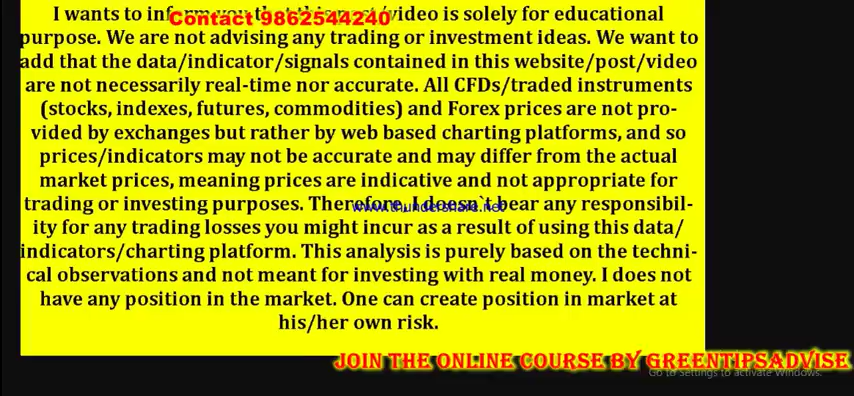 I wants to inform you that this post/video is solely for educational
Contact 9862544240
purpose. We are not advising any trading or investment ideas. We want to
add that the data/indicator/signals contained in this website/post/video
are not necessarily real-time nor accurate. All CFDs/traded instruments
(stocks, indexes, futures, commodities) and Forex prices are not pro-
vided by exchanges but rather by web based charting platforms, and so
prices/indicators may not be accurate and may differ from the actual
market prices, meaning prices are indicative and not appropriate for
trading or investing purposes. Therefore, I doesn`t bear any responsibil-
www.thundershare.net
ity for any trading losses you might incur as a result of using this data/
indicators/charting platform. This analysis is purely based on the techni-
cal observations and not meant for investing with real money. I does not
have any position in the market. One can create position in market at
his/her own risk.
JOIN THE ONLINE COURSE BY GREENTIPSADVISE
Go to Settings to activate Windows.